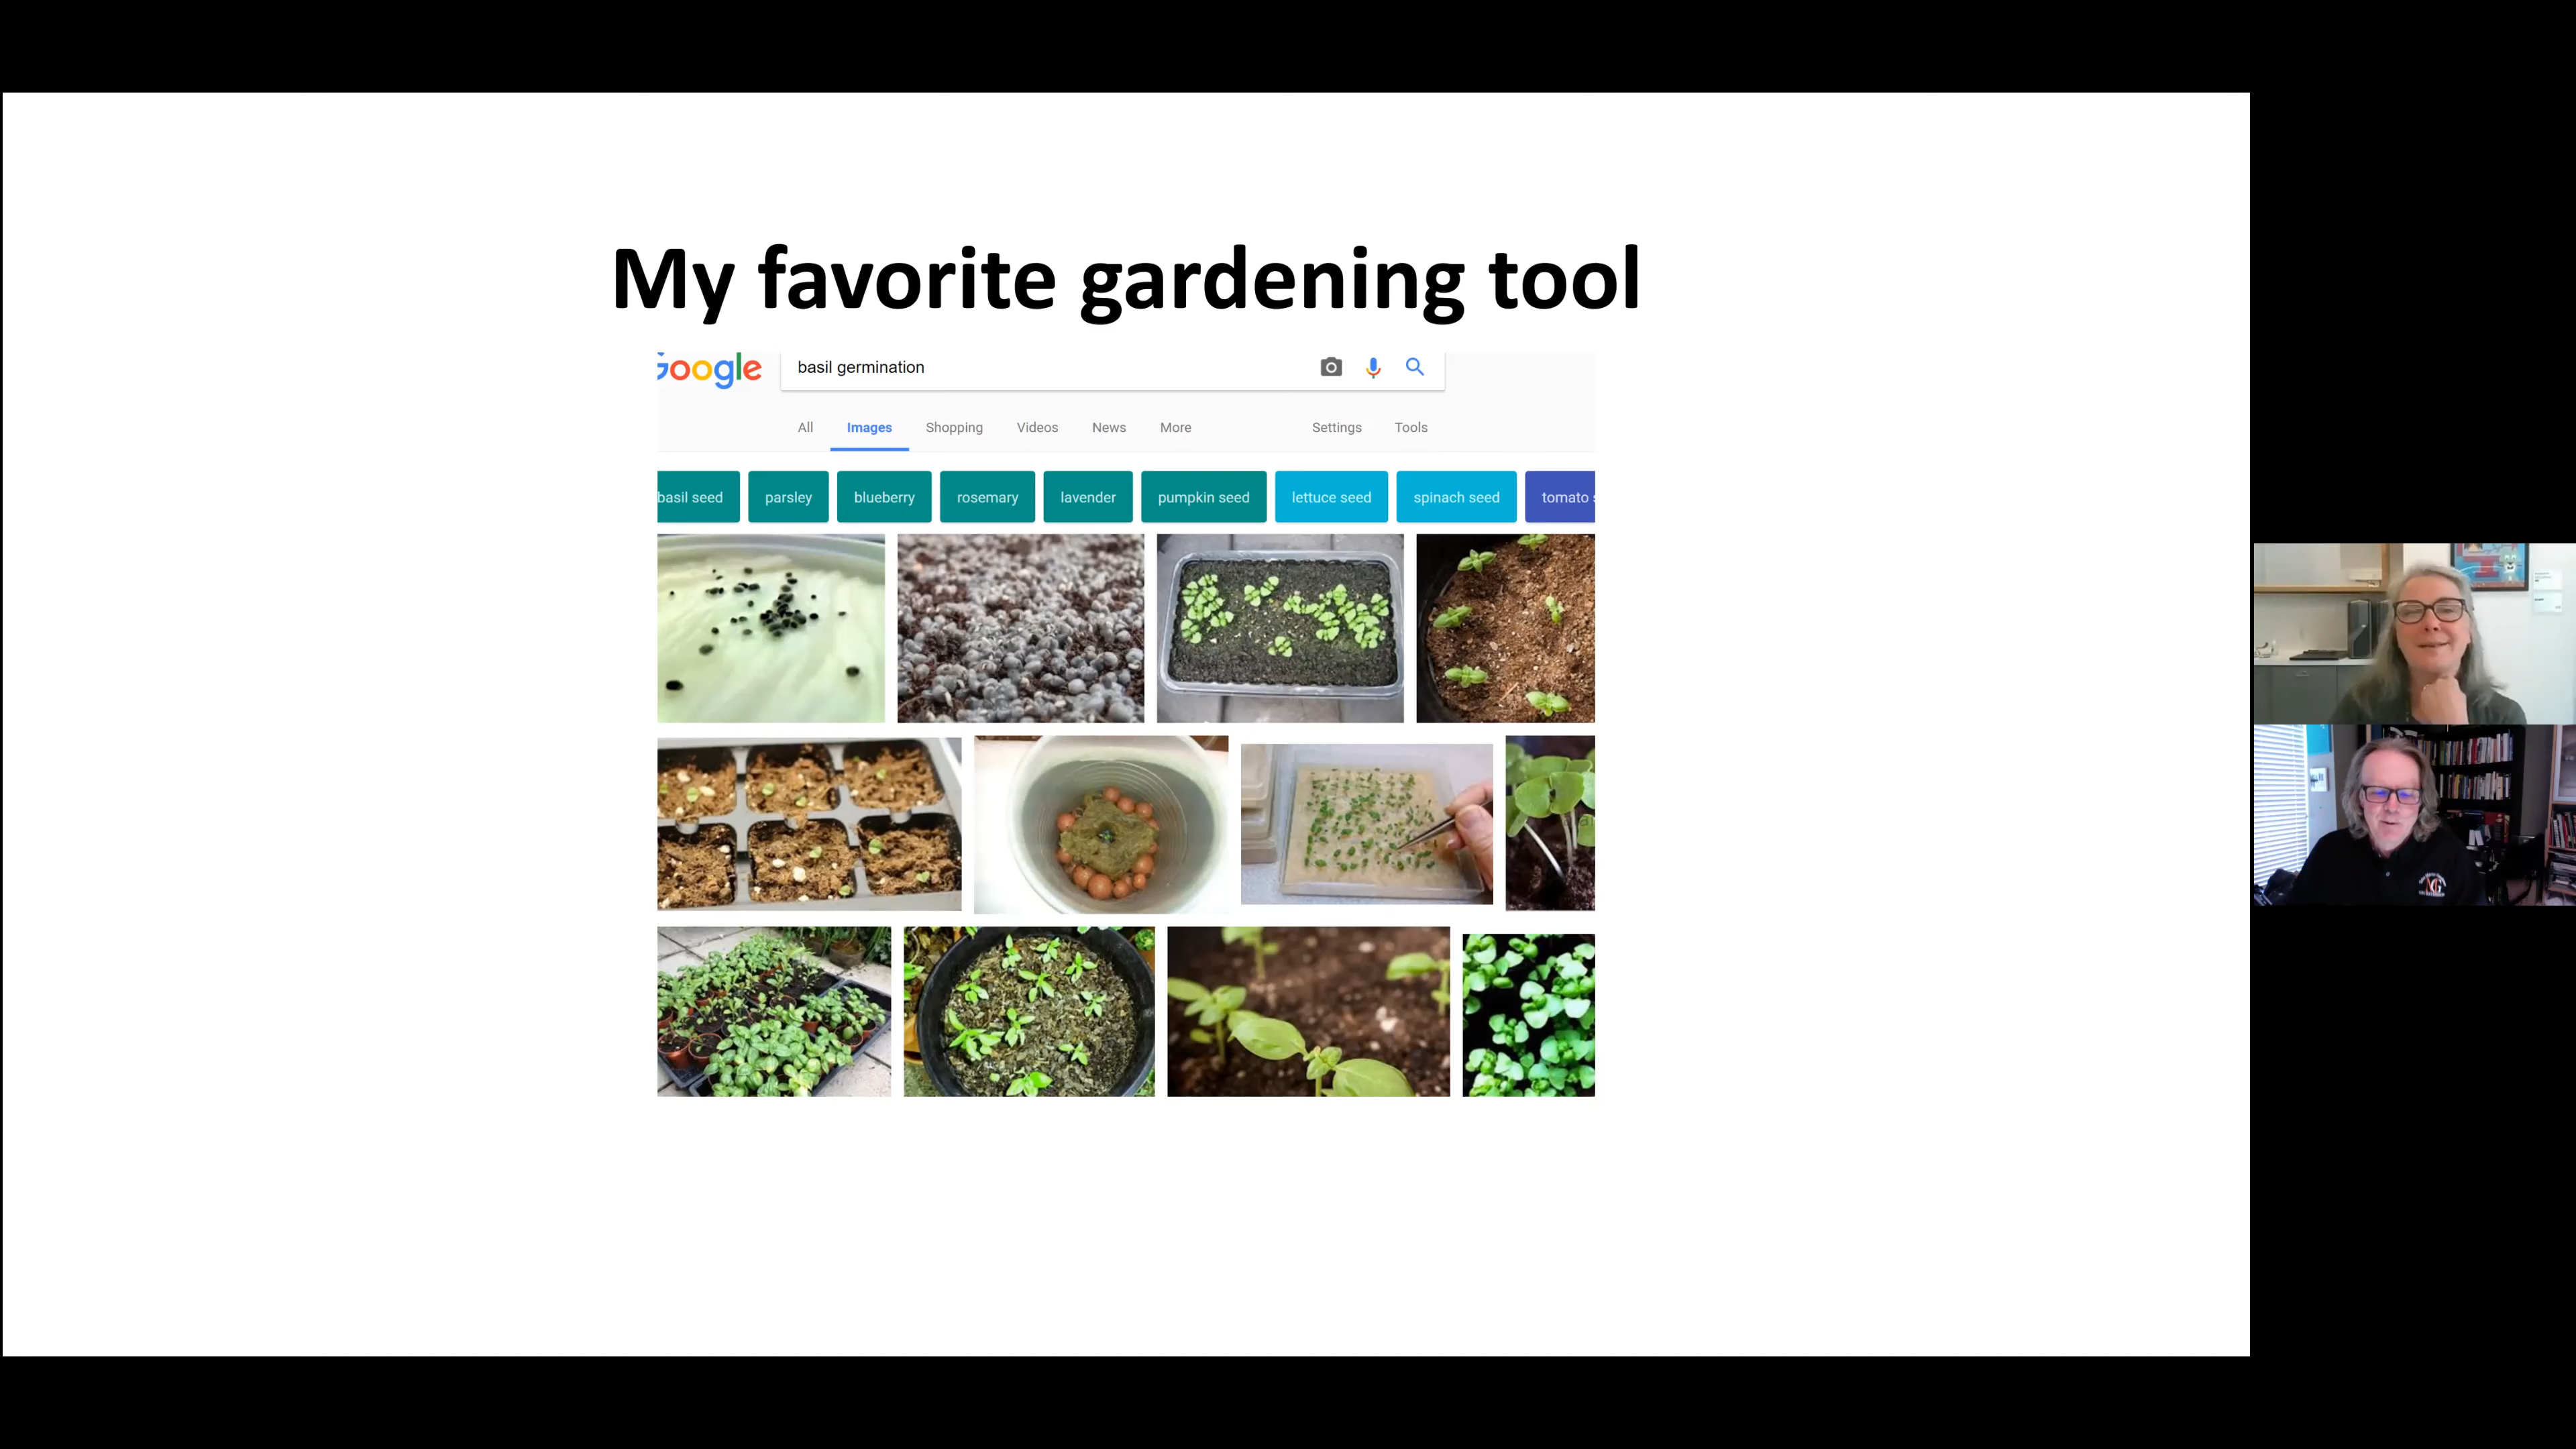 My favorite gardening tool
Google
basil germination
All Images Shopping Videos News More Settings Tools
basil seed parsley blueberry rosemary lavender pumpkin seed lettuce seed spinach seed tomato s